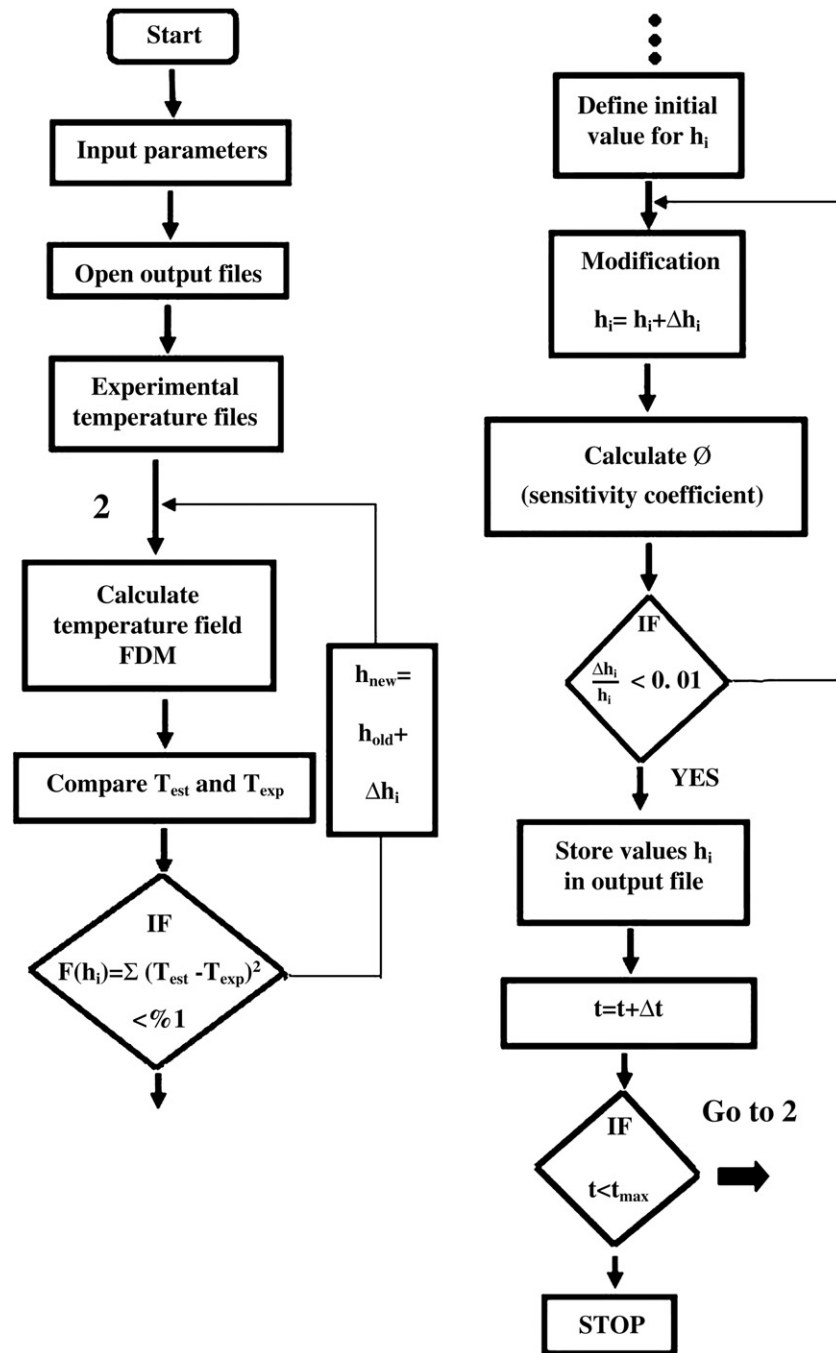 Start
Input parameters
Open output files
Experimental
temperature files
2
Calculate
temperature field
FDM
h_new=
h_old+
Δh_i
Compare T_est and T_exp
IF
F(h_i)=Σ (T_est -T_exp)²
<%1
Define initial
value for h_i
Modification
h_i= h_i+Δh_i
Calculate Ø
(sensitivity coefficient)
IF
Δh_i/h_i < 0. 01
YES
Store values h_i
in output file
t=t+Δt
IF
t<t_max
Go to 2
STOP